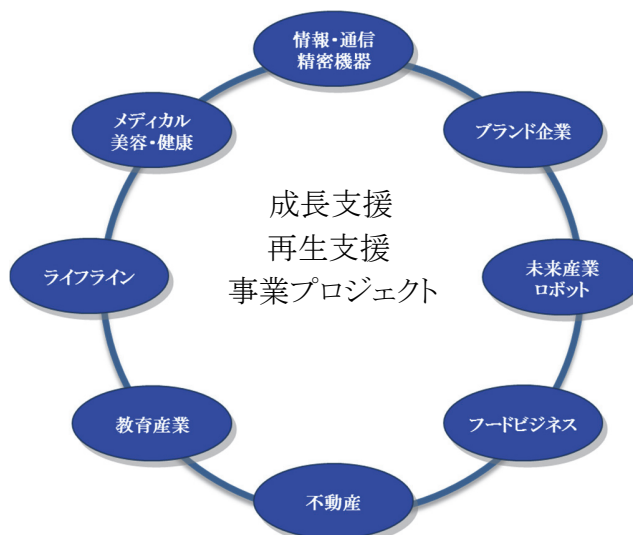 情報・通信
精密機器
メディカル
美容・健康
ブランド企業
成長支援
再生支援
事業プロジェクト
ライフライン
未来産業
ロボット
教育産業
フードビジネス
不動産